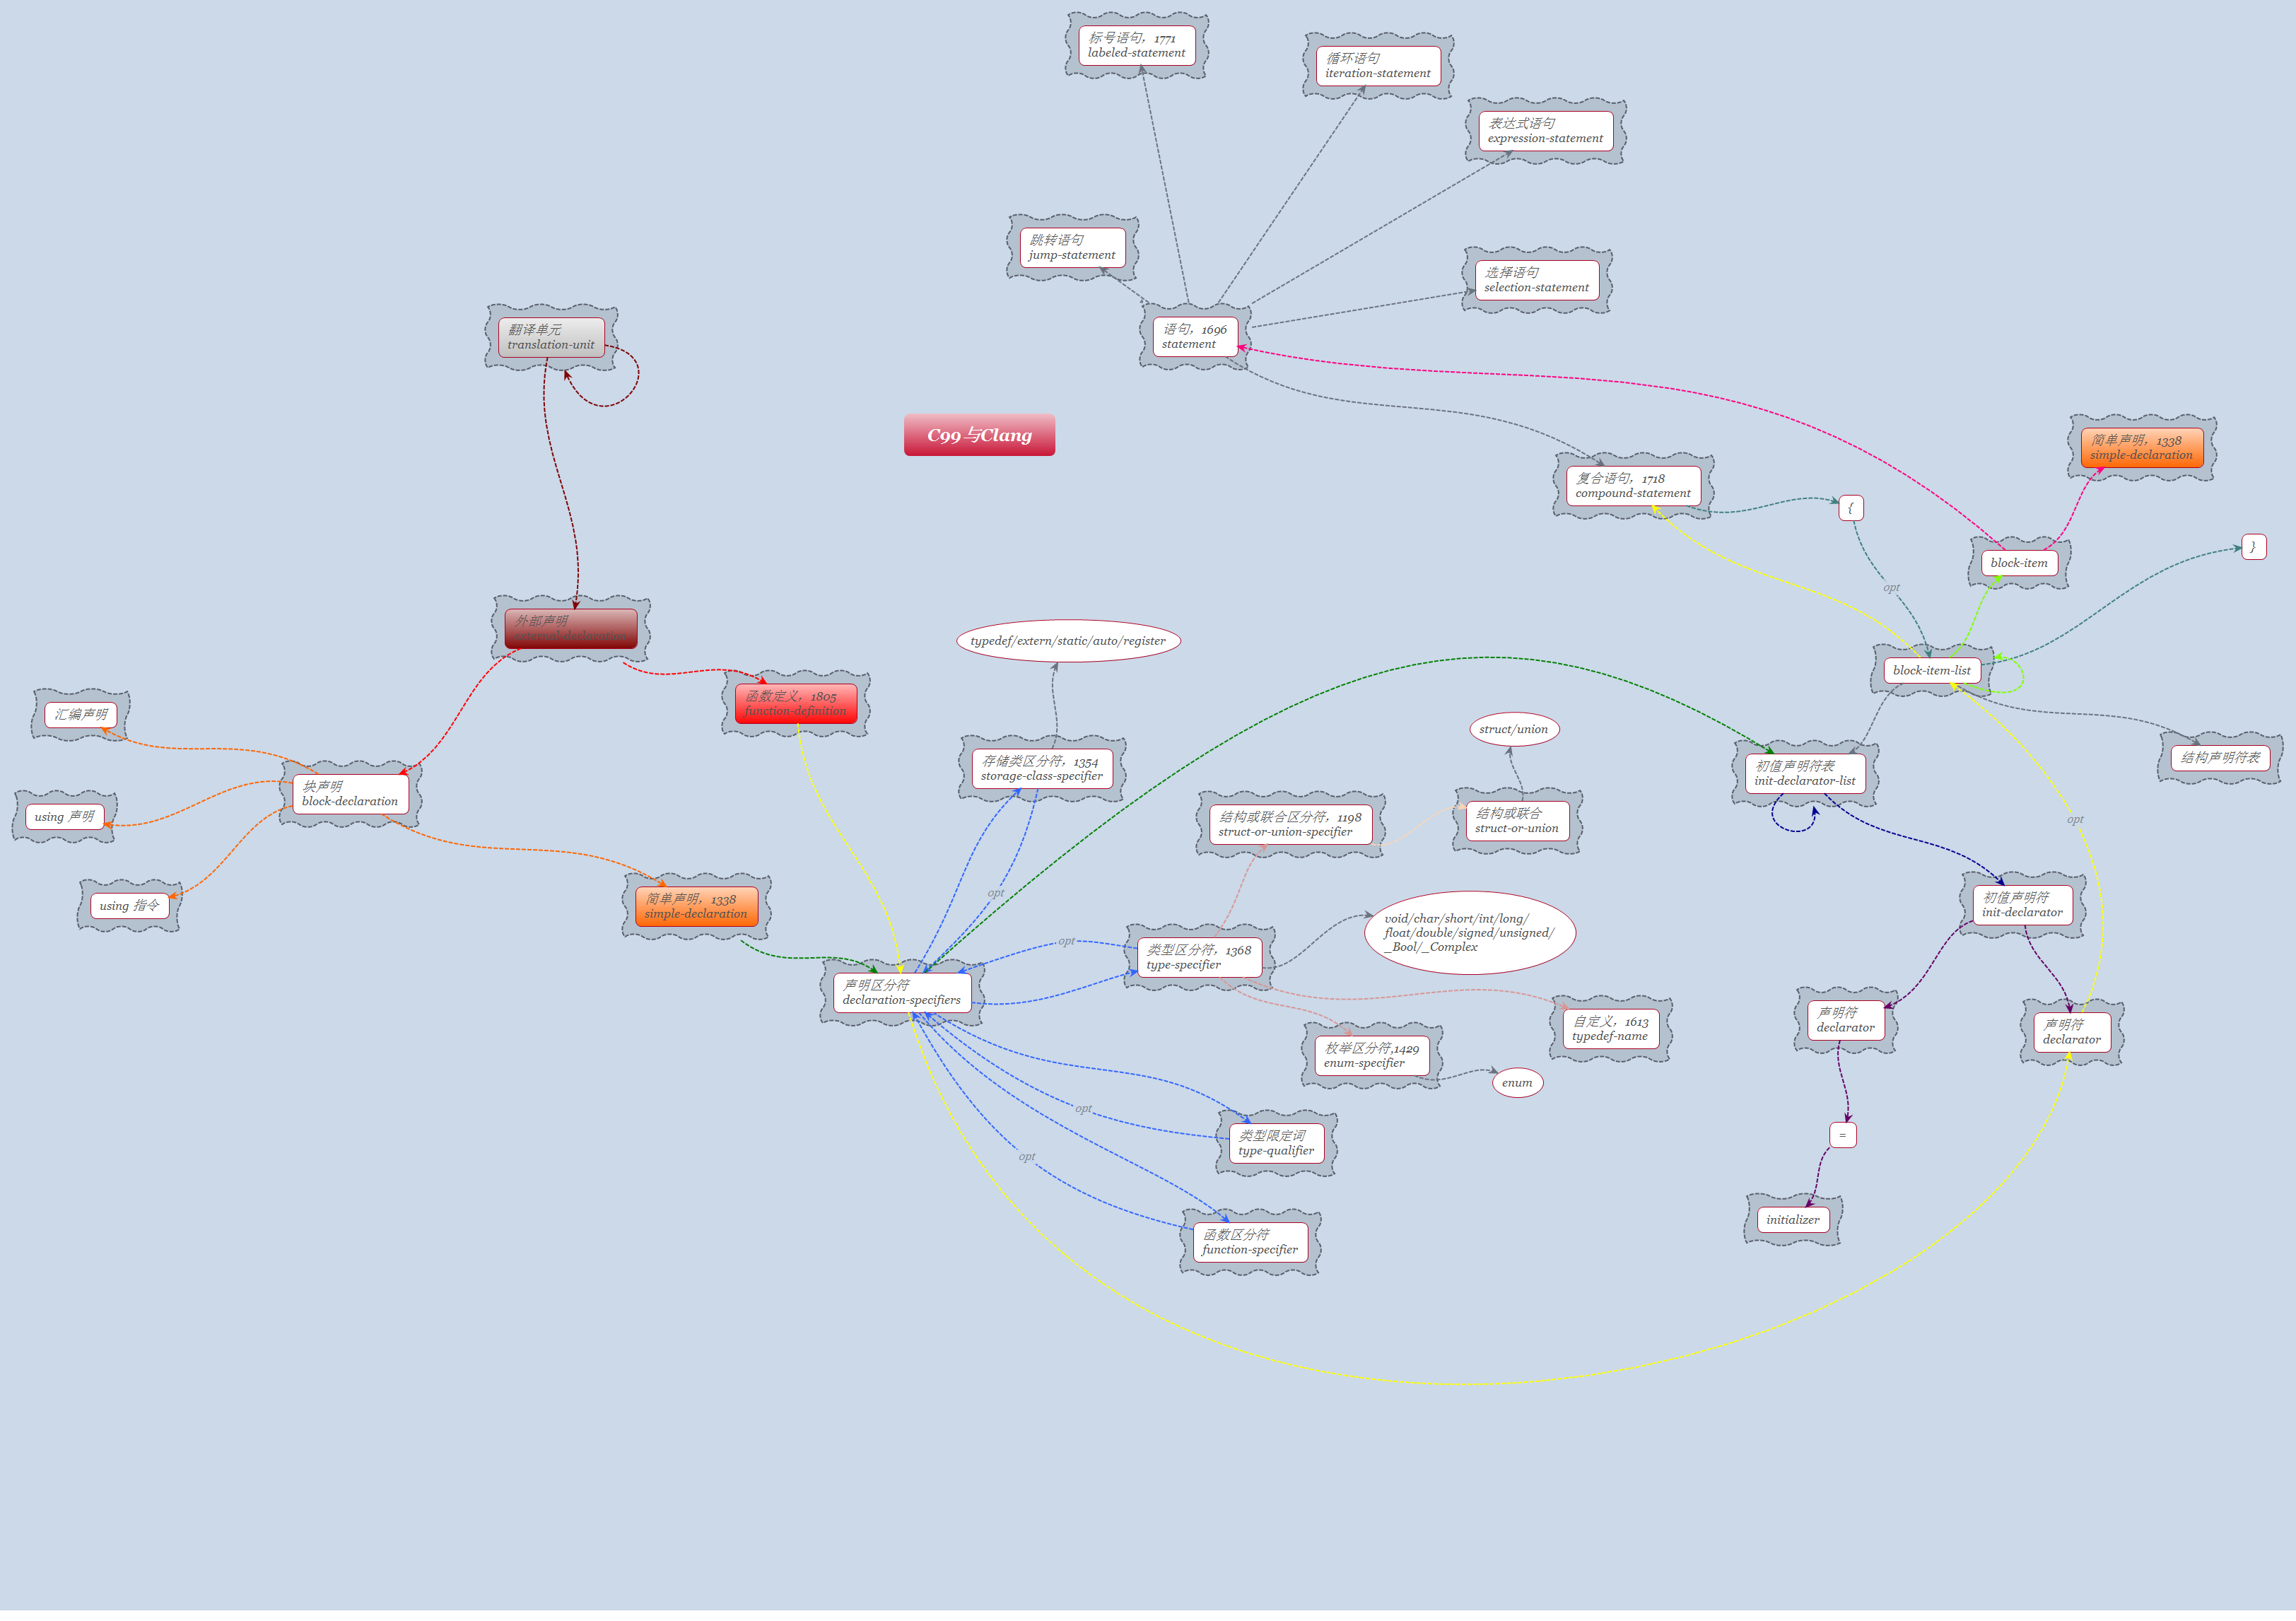 标号语句，1771
labeled-statement
循环语句
iteration-statement
表达式语句
expression-statement
跳转语句
jump-statement
选择语句
selection-statement
翻译单元
translation-unit
语句，1696
statement
C99与Clang
简单声明，1338
simple-declaration
复合语句，1718
compound-statement
{
}
block-item
opt
外部声明
external-declaration
typedef/extern/static/auto/register
block-item-list
函数定义，1805
function-definition
汇编声明
struct/union
存储类区分符，1354
storage-class-specifier
初值声明符表
init-declarator-list
结构声明符表
块声明
block-declaration
using 声明
结构或联合区分符，1198
struct-or-union-specifier
结构或联合
struct-or-union
opt
opt
using 指令
简单声明，1338
simple-declaration
void/char/short/int/long/
float/double/signed/unsigned/
_Bool/_Complex
初值声明符
init-declarator
opt
类型区分符，1368
type-specifier
声明区分符
declaration-specifiers
自定义，1613
typedef-name
声明符
declarator
声明符
declarator
枚举区分符,1429
enum-specifier
enum
opt
类型限定词
type-qualifier
=
opt
initializer
函数区分符
function-specifier